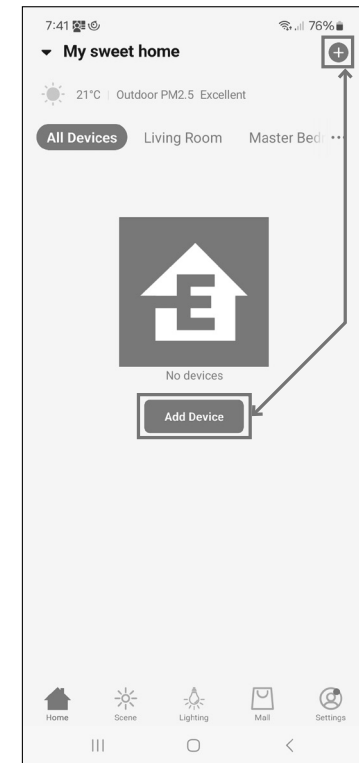 7:41 76%
My sweet home
21°C | Outdoor PM2.5 Excellent
All Devices Living Room Master Bed ...
E
No devices
Add Device
Home Scene Lighting Mall Settings